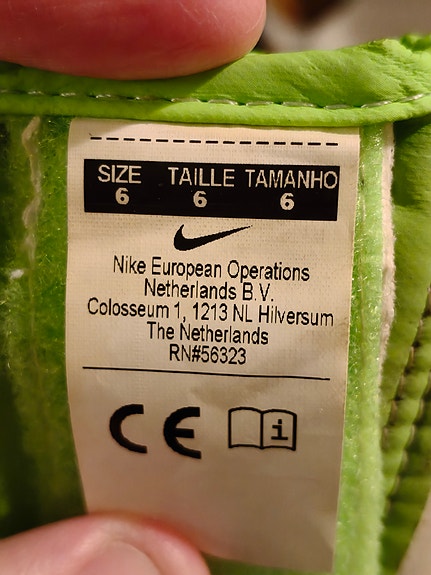 SIZE TAILLE TAMANHO
6 6 6
Nike European Operations
Netherlands B.V.
Colosseum 1, 1213 NL Hilversum
The Netherlands
RN#56323
CE i